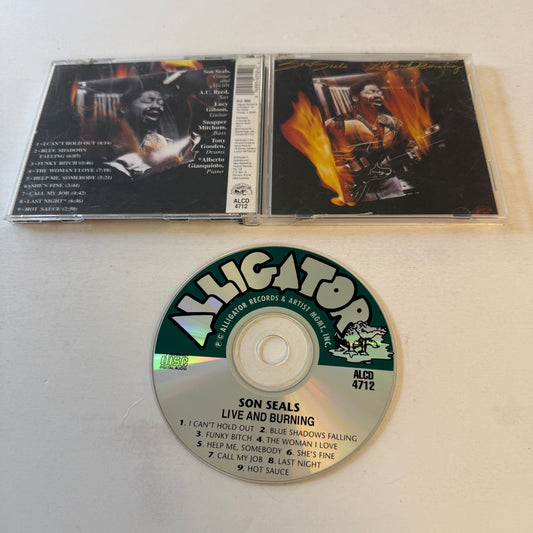 Son Seals,
Guitar
and
Vocals
A.C. Reed,
Sax
Lacy
Gibson,
Guitar
Snapper
Mitchum,
Bass
Tony
Gooden,
Drums
*Alberto
Gianquinto,
Piano
1 - I CAN'T HOLD OUT (4:14)
2 - BLUE SHADOWS
FALLING (6:07)
3 - FUNKY BITCH (5:46)
4 - THE WOMAN I LOVE (7:08)
5 - HELP ME, SOMEBODY (5:21)
6 - SHE'S FINE (3:44)
7 - CALL MY JOB (4:42)
8 - LAST NIGHT* (6:46)
9 - HOT SAUCE (2:50)
ALCD
4712
Son Seals Live and Burning
ALLIGATOR
℗ © ALLIGATOR RECORDS & ARTIST MGMT., INC.
COMPACT
disc
DIGITAL AUDIO
ALCD
4712
SON SEALS
LIVE AND BURNING
1. I CAN'T HOLD OUT 2. BLUE SHADOWS FALLING
3. FUNKY BITCH 4. THE WOMAN I LOVE
5. HELP ME, SOMEBODY 6. SHE'S FINE
7. CALL MY JOB 8. LAST NIGHT
9. HOT SAUCE